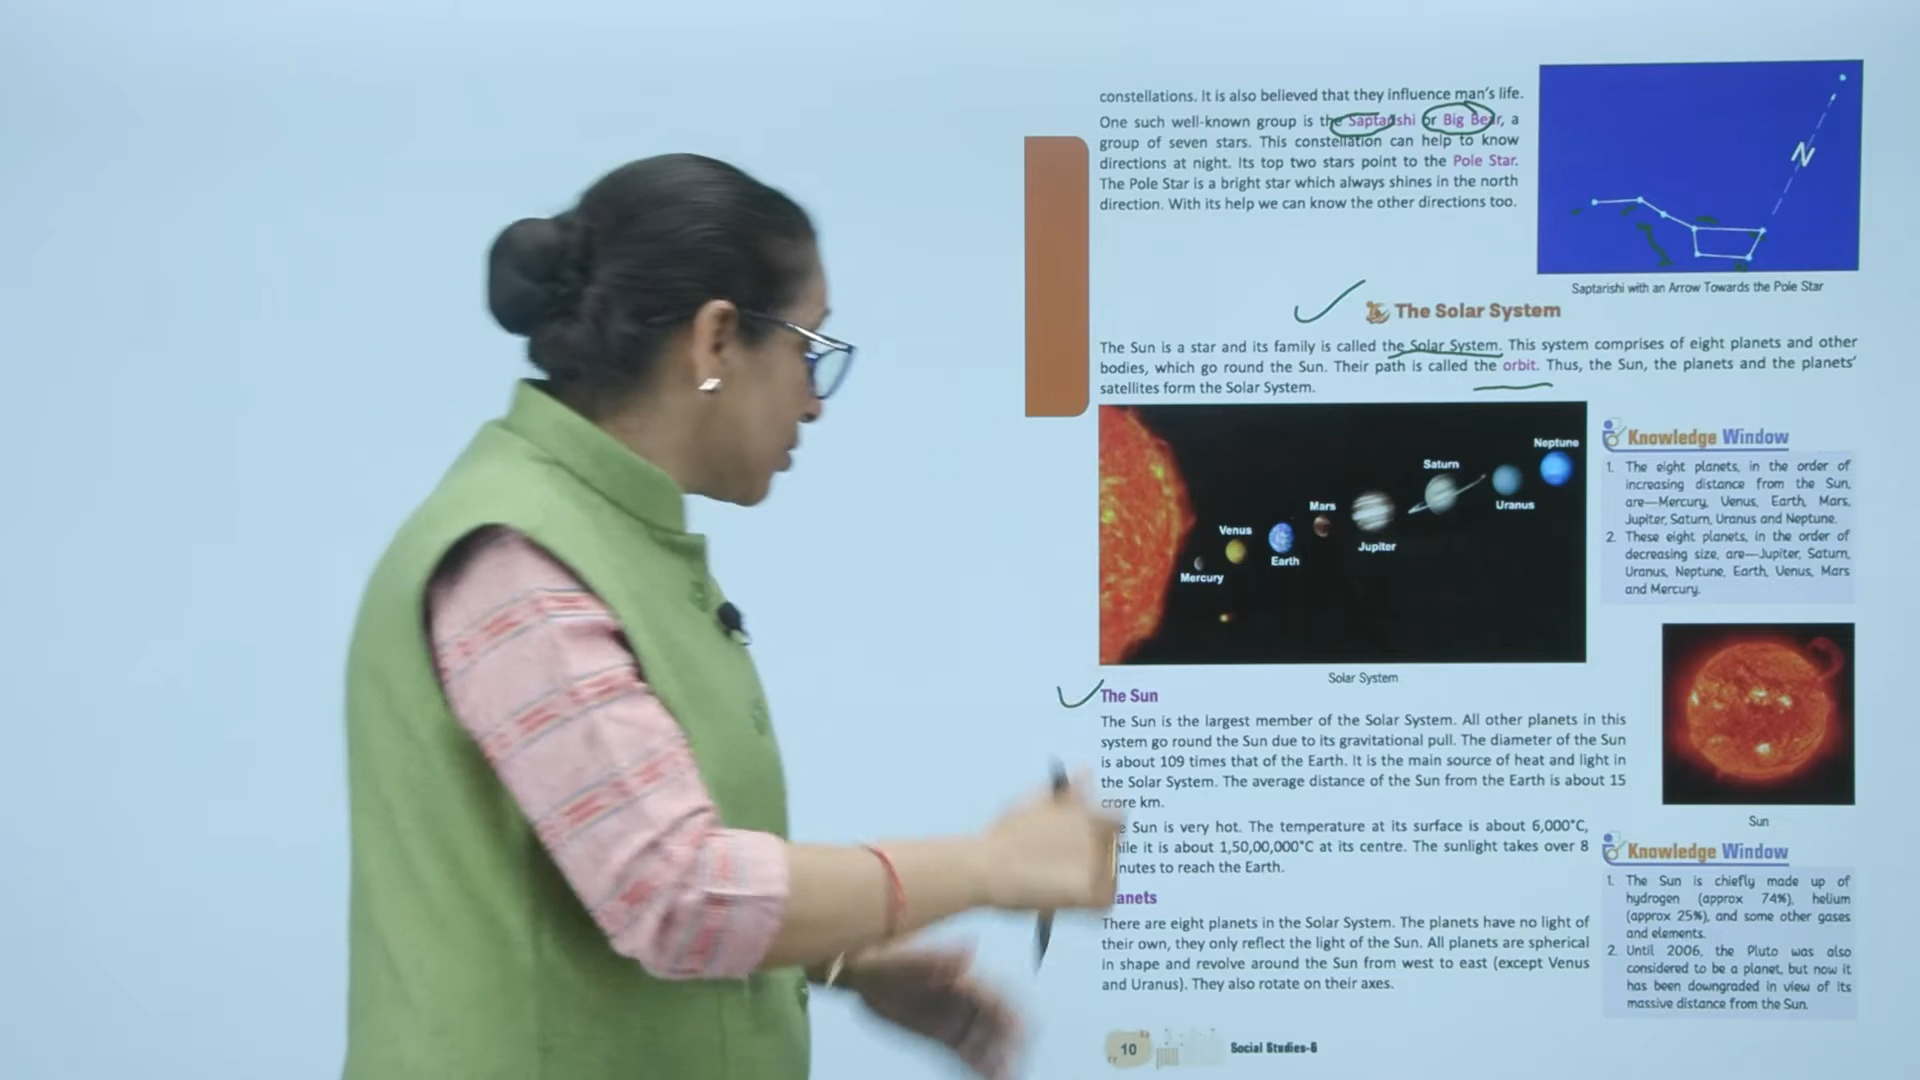 constellations. It is also believed that they influence man's life.
One such well-known group is the Saptarishi or Big Bear, a
group of seven stars. This constellation can help to know
directions at night. Its top two stars point to the Pole Star.
The Pole Star is a bright star which always shines in the north
direction. With its help we can know the other directions too.
N
Saptarishi with an Arrow Towards the Pole Star
The Solar System
The Sun is a star and its family is called the Solar System. This system comprises of eight planets and other
bodies, which go round the Sun. Their path is called the orbit. Thus, the Sun, the planets and the planets'
satellites form the Solar System.
Mercury
Venus
Earth
Mars
Jupiter
Saturn
Uranus
Neptune
Solar System
Knowledge Window
1. The eight planets, in the order of
increasing distance from the Sun,
are—Mercury, Venus, Earth, Mars,
Jupiter, Saturn, Uranus and Neptune.
2. These eight planets, in the order of
decreasing size, are—Jupiter, Saturn,
Uranus, Neptune, Earth, Venus, Mars
and Mercury.
The Sun
The Sun is the largest member of the Solar System. All other planets in this
system go round the Sun due to its gravitational pull. The diameter of the Sun
is about 109 times that of the Earth. It is the main source of heat and light in
the Solar System. The average distance of the Sun from the Earth is about 15
crore km.
Sun is very hot. The temperature at its surface is about 6,000°C,
it is about 1,50,00,000°C at its centre. The sunlight takes over 8
to reach the Earth.
Sun
There are eight planets in the Solar System. The planets have no light of
their own, they only reflect the light of the Sun. All planets are spherical
in shape and revolve around the Sun from west to east (except Venus
and Uranus). They also rotate on their axes.
Knowledge Window
1. The Sun is chiefly made up of
hydrogen (approx 74%), helium
(approx 25%), and some other gases
and elements.
2. Until 2006, the Pluto was also
considered to be a planet, but now it
has been downgraded in view of its
massive distance from the Sun.
10
Social Studies-6